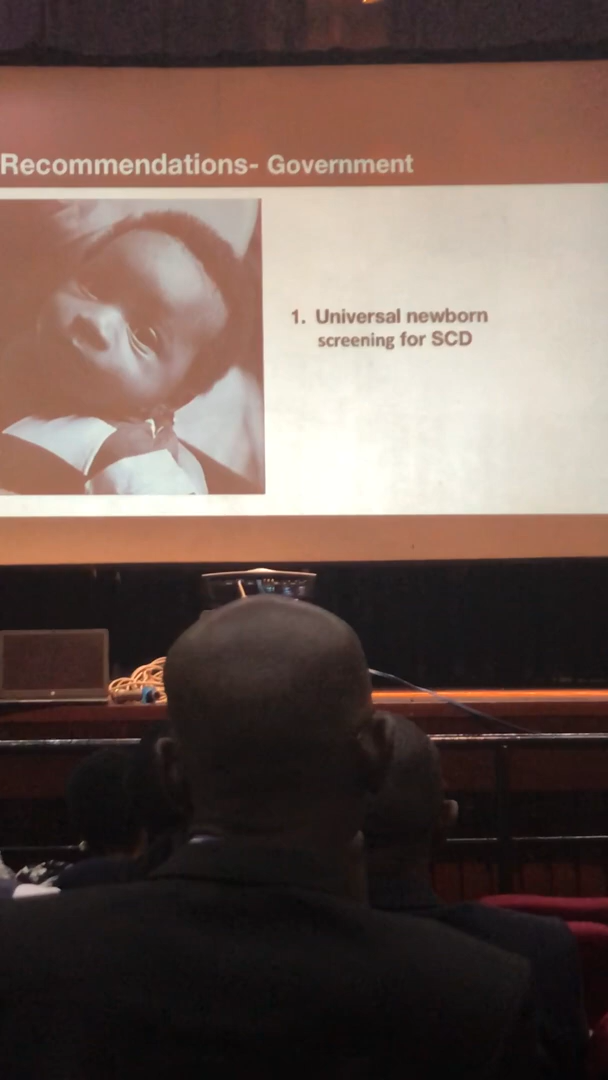 Recommendations- Government
1. Universal newborn
screening for SCD